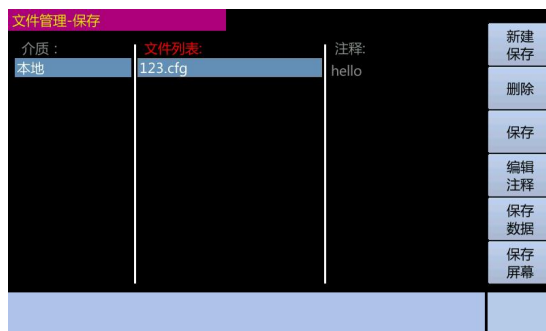 文件管理-保存
介质：
文件列表:
注释:
本地
123.cfg
hello
新建
保存
删除
保存
编辑
注释
保存
数据
保存
屏幕